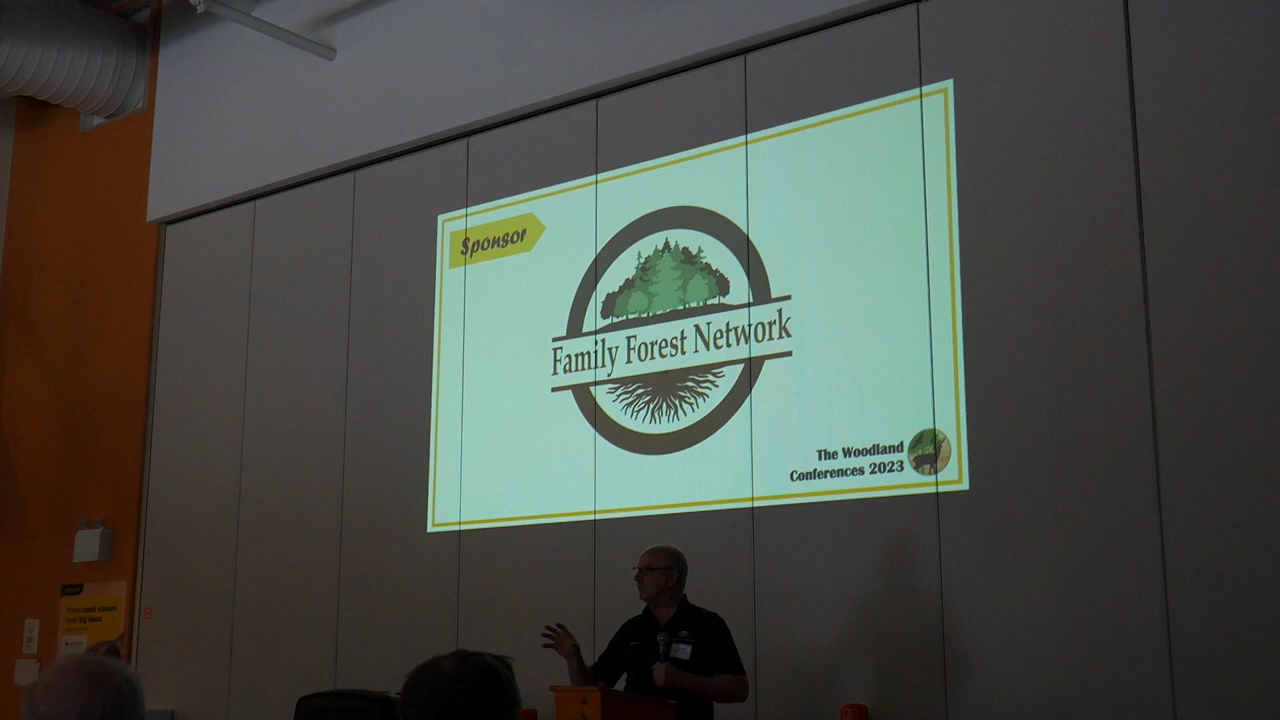 Sponsor
Family Forest Network
The Woodland
Conferences 2023